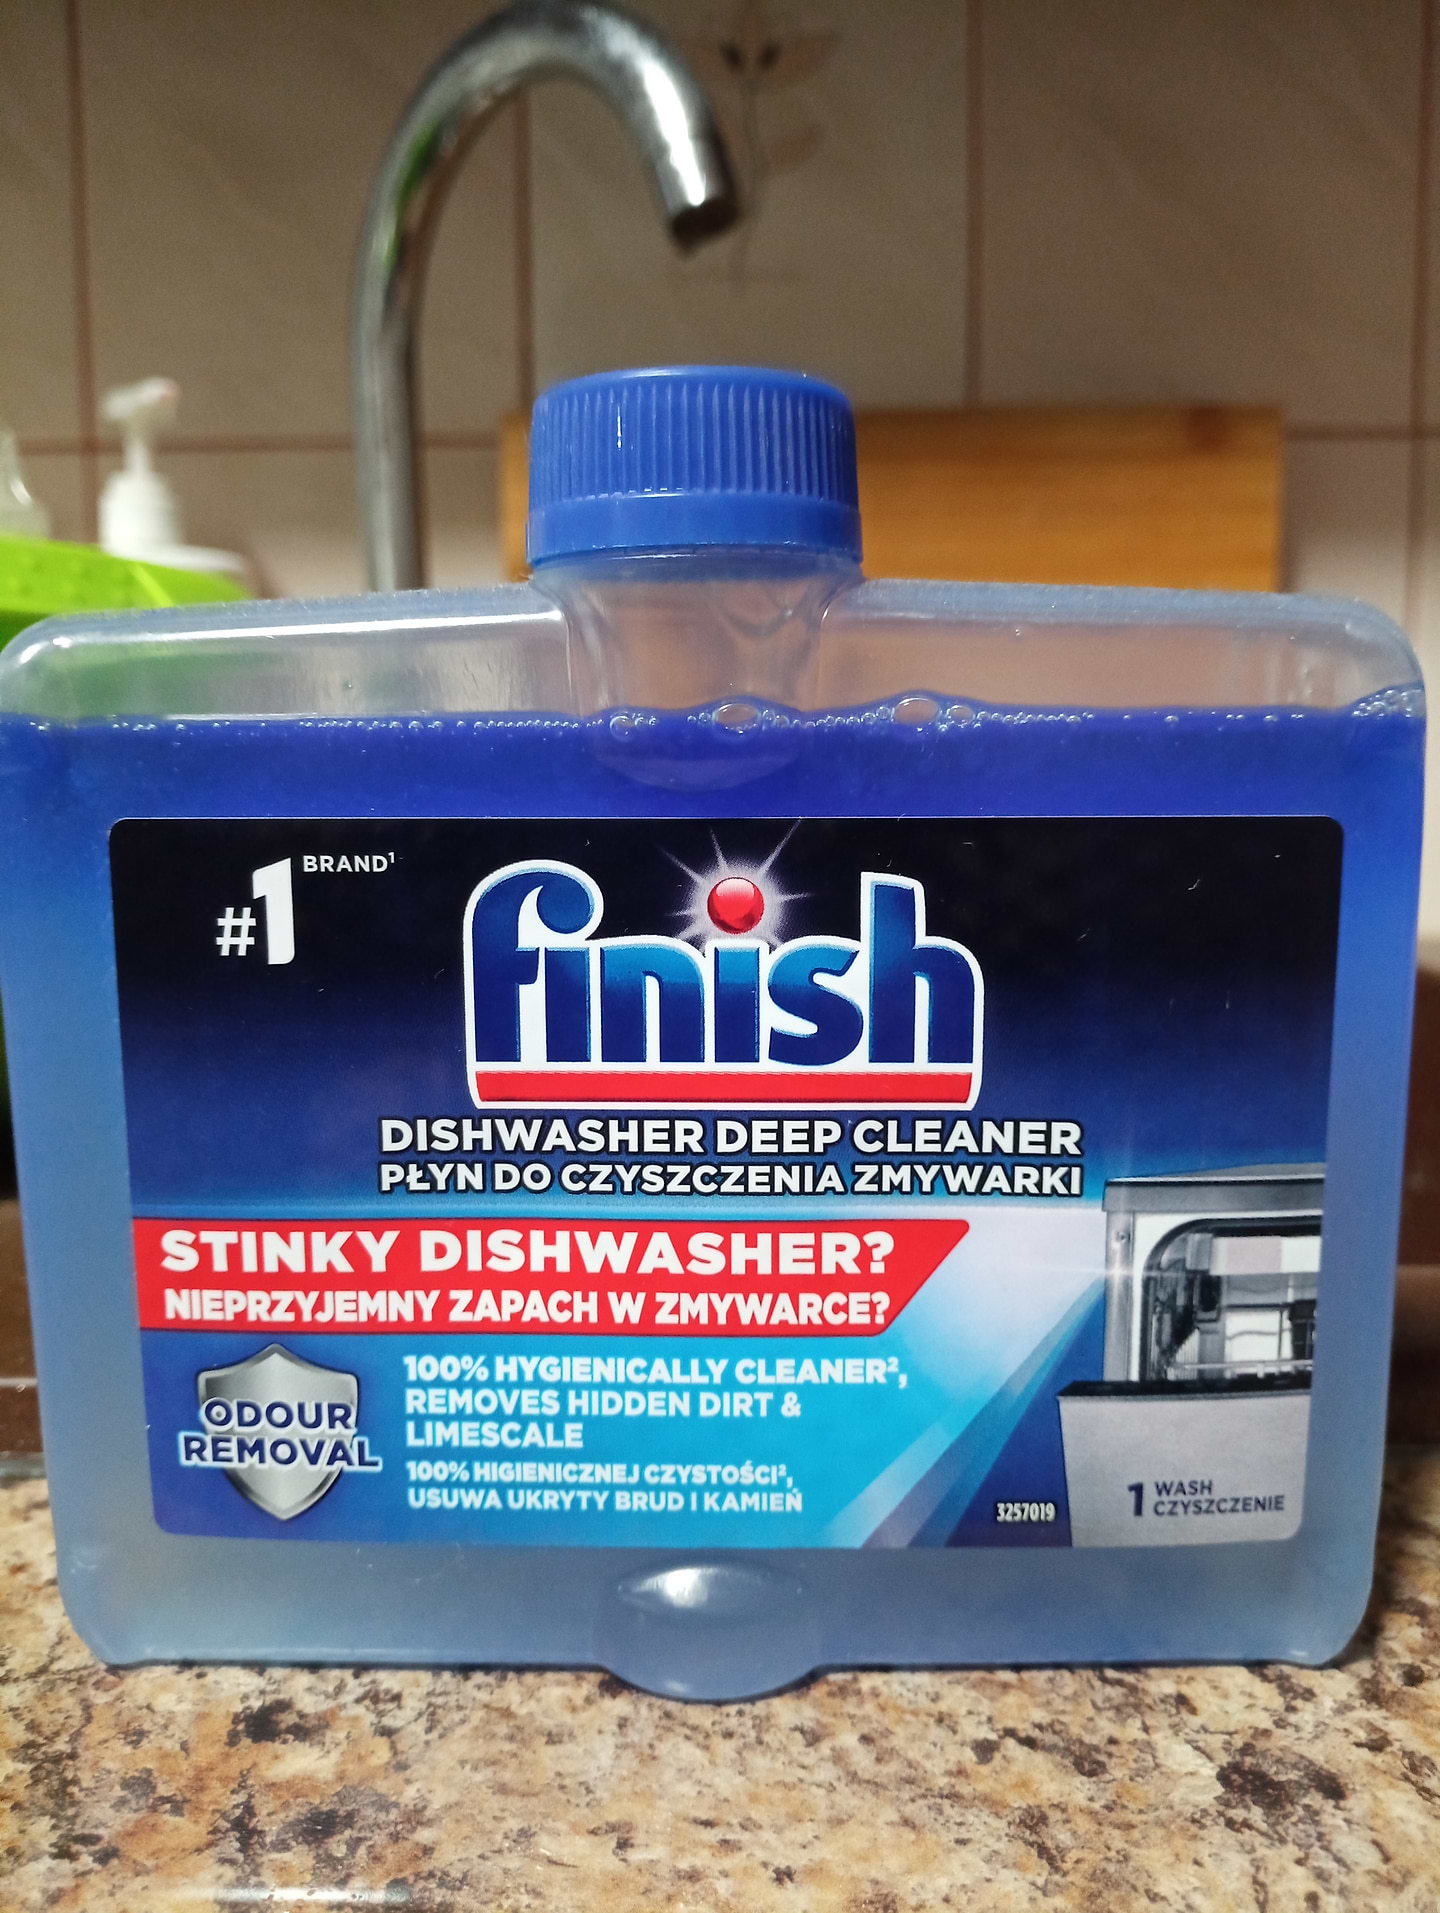 #1 BRAND¹
finish
DISHWASHER DEEP CLEANER
PŁYN DO CZYSZCZENIA ZMYWARKI
STINKY DISHWASHER?
NIEPRZYJEMNY ZAPACH W ZMYWARCE?
ODOUR
REMOVAL
100% HYGIENICALLY CLEANER²,
REMOVES HIDDEN DIRT &
LIMESCALE
100% HIGIENICZNEJ CZYSTOŚCI²,
USUWA UKRYTY BRUD I KAMIEŃ
3257019
1 WASH
CZYSZCZENIE